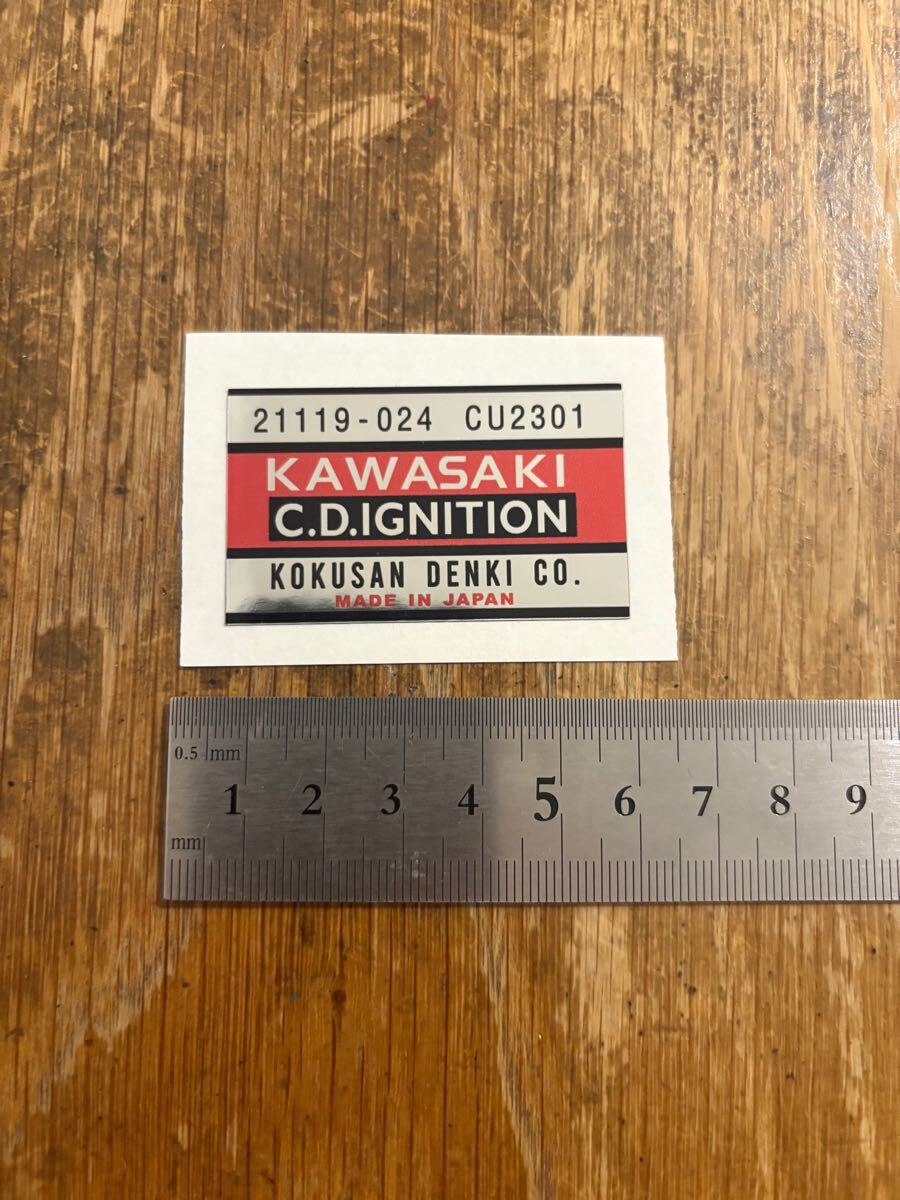 21119-024 CU2301
KAWASAKI
C.D.IGNITION
KOKUSAN DENKI CO.
MADE IN JAPAN
0.5 mm
1 2 3 4 5 6 7 8 9
mm